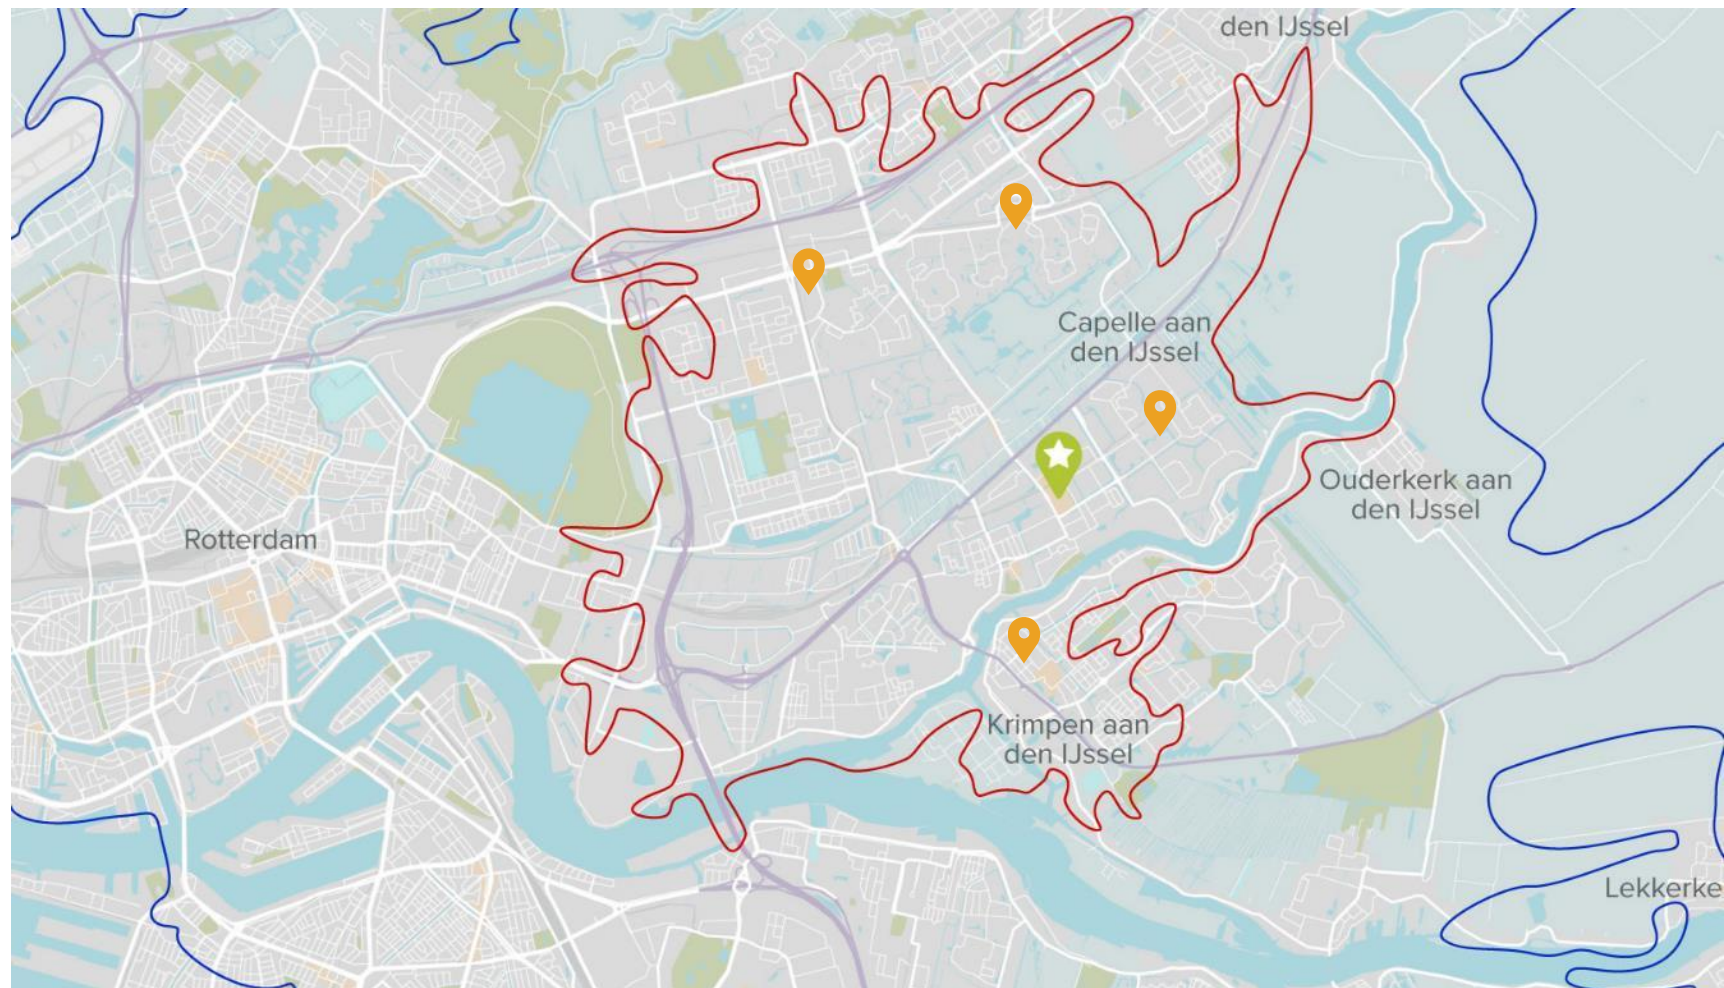 den IJssel
Capelle aan
den IJssel
Ouderkerk aan
den IJssel
Rotterdam
Krimpen aan
den IJssel
Lekkerke